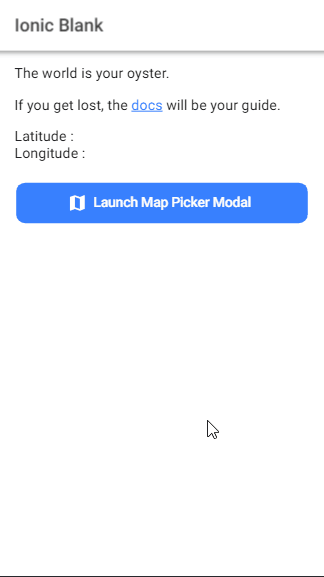 Ionic Blank
The world is your oyster.
If you get lost, the docs will be your guide.
Latitude :
Longitude :
Launch Map Picker Modal